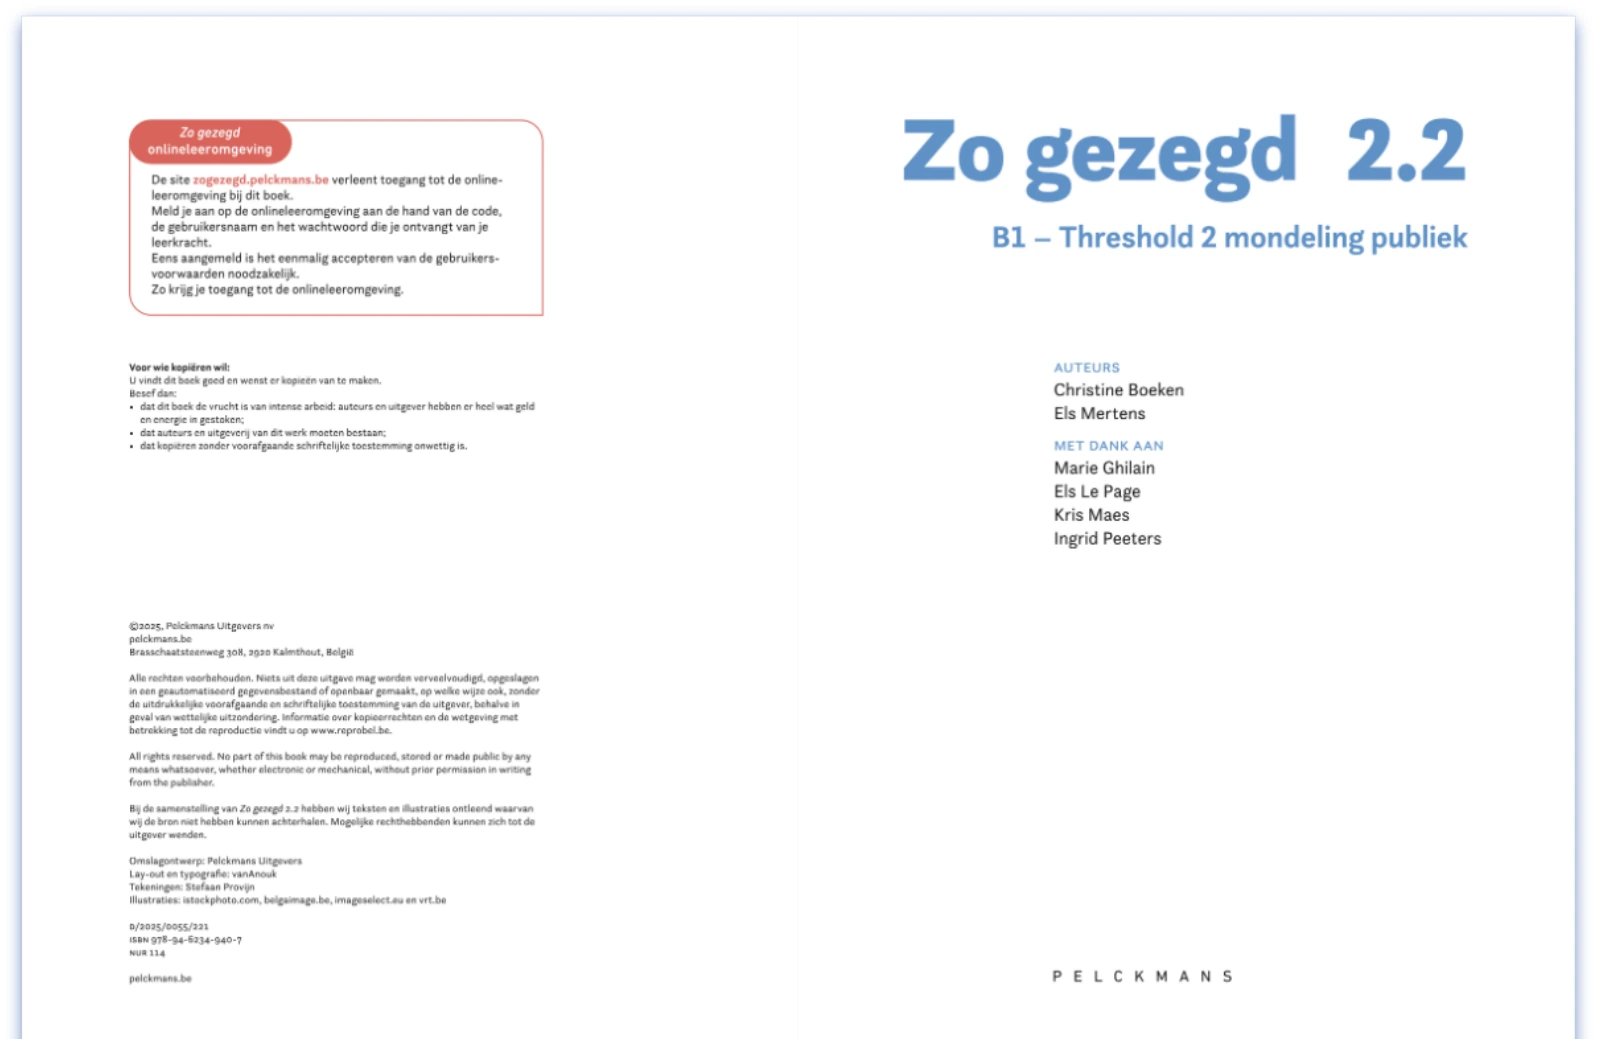 Zo gezegd
onlineleeromgeving
De site zogezegd.pelckmans.be verleent toegang tot de online-
leeromgeving bij dit boek.
Meld je aan op de onlineleeromgeving aan de hand van de code,
de gebruikersnaam en het wachtwoord die je ontvangt van je
leerkracht.
Eens aangemeld is het eenmalig accepteren van de gebruikers-
voorwaarden noodzakelijk.
Zo krijg je toegang tot de onlineleeromgeving.
Voor wie kopiëren wil:
U vindt dit boek goed en wenst er kopieën van te maken.
Besef dan:
• dat dit boek de vrucht is van intense arbeid: auteurs en uitgever hebben er heel wat geld
en energie in gestoken;
• dat auteurs en uitgeverij van dit werk moeten bestaan;
• dat kopiëren zonder voorafgaande schriftelijke toestemming onwettig is.
©2025, Pelckmans Uitgevers nv
pelckmans.be
Brasschaatsteenweg 308, 2920 Kalmthout, België
Alle rechten voorbehouden. Niets uit deze uitgave mag worden verveelvoudigd, opgeslagen
in een geautomatiseerd gegevensbestand of openbaar gemaakt, op welke wijze ook, zonder
de uitdrukkelijke voorafgaande en schriftelijke toestemming van de uitgever, behalve in
geval van wettelijke uitzondering. Informatie over kopieerrechten en de wetgeving met
betrekking tot de reproductie vindt u op www.reprobel.be.
All rights reserved. No part of this book may be reproduced, stored or made public by any
means whatsoever, whether electronic or mechanical, without prior permission in writing
from the publisher.
Bij de samenstelling van Zo gezegd 2.2 hebben wij teksten en illustraties ontleend waarvan
wij de bron niet hebben kunnen achterhalen. Mogelijke rechthebbenden kunnen zich tot de
uitgever wenden.
Omslagontwerp: Pelckmans Uitgevers
Lay-out en typografie: vanAnouk
Tekeningen: Stefaan Provijn
Illustraties: istockphoto.com, belgaimage.be, imageselect.eu en vrt.be
D/2025/0055/221
ISBN 978-94-6234-940-7
NUR 114
pelckmans.be
Zo gezegd 2.2
B1 – Threshold 2 mondeling publiek
AUTEURS
Christine Boeken
Els Mertens
MET DANK AAN
Marie Ghilain
Els Le Page
Kris Maes
Ingrid Peeters
PELCKMANS